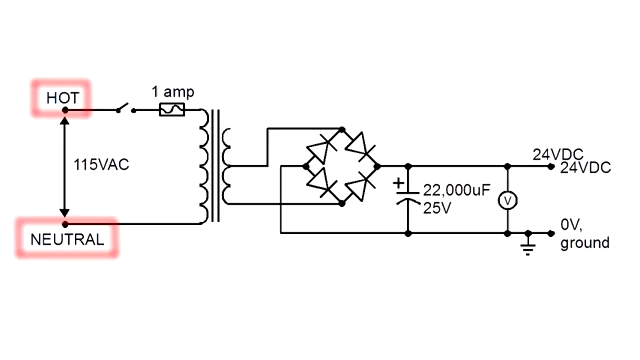 HOT
1 amp
115VAC
NEUTRAL
24VDC
24VDC
+
22,000uF
25V
V
0V,
ground